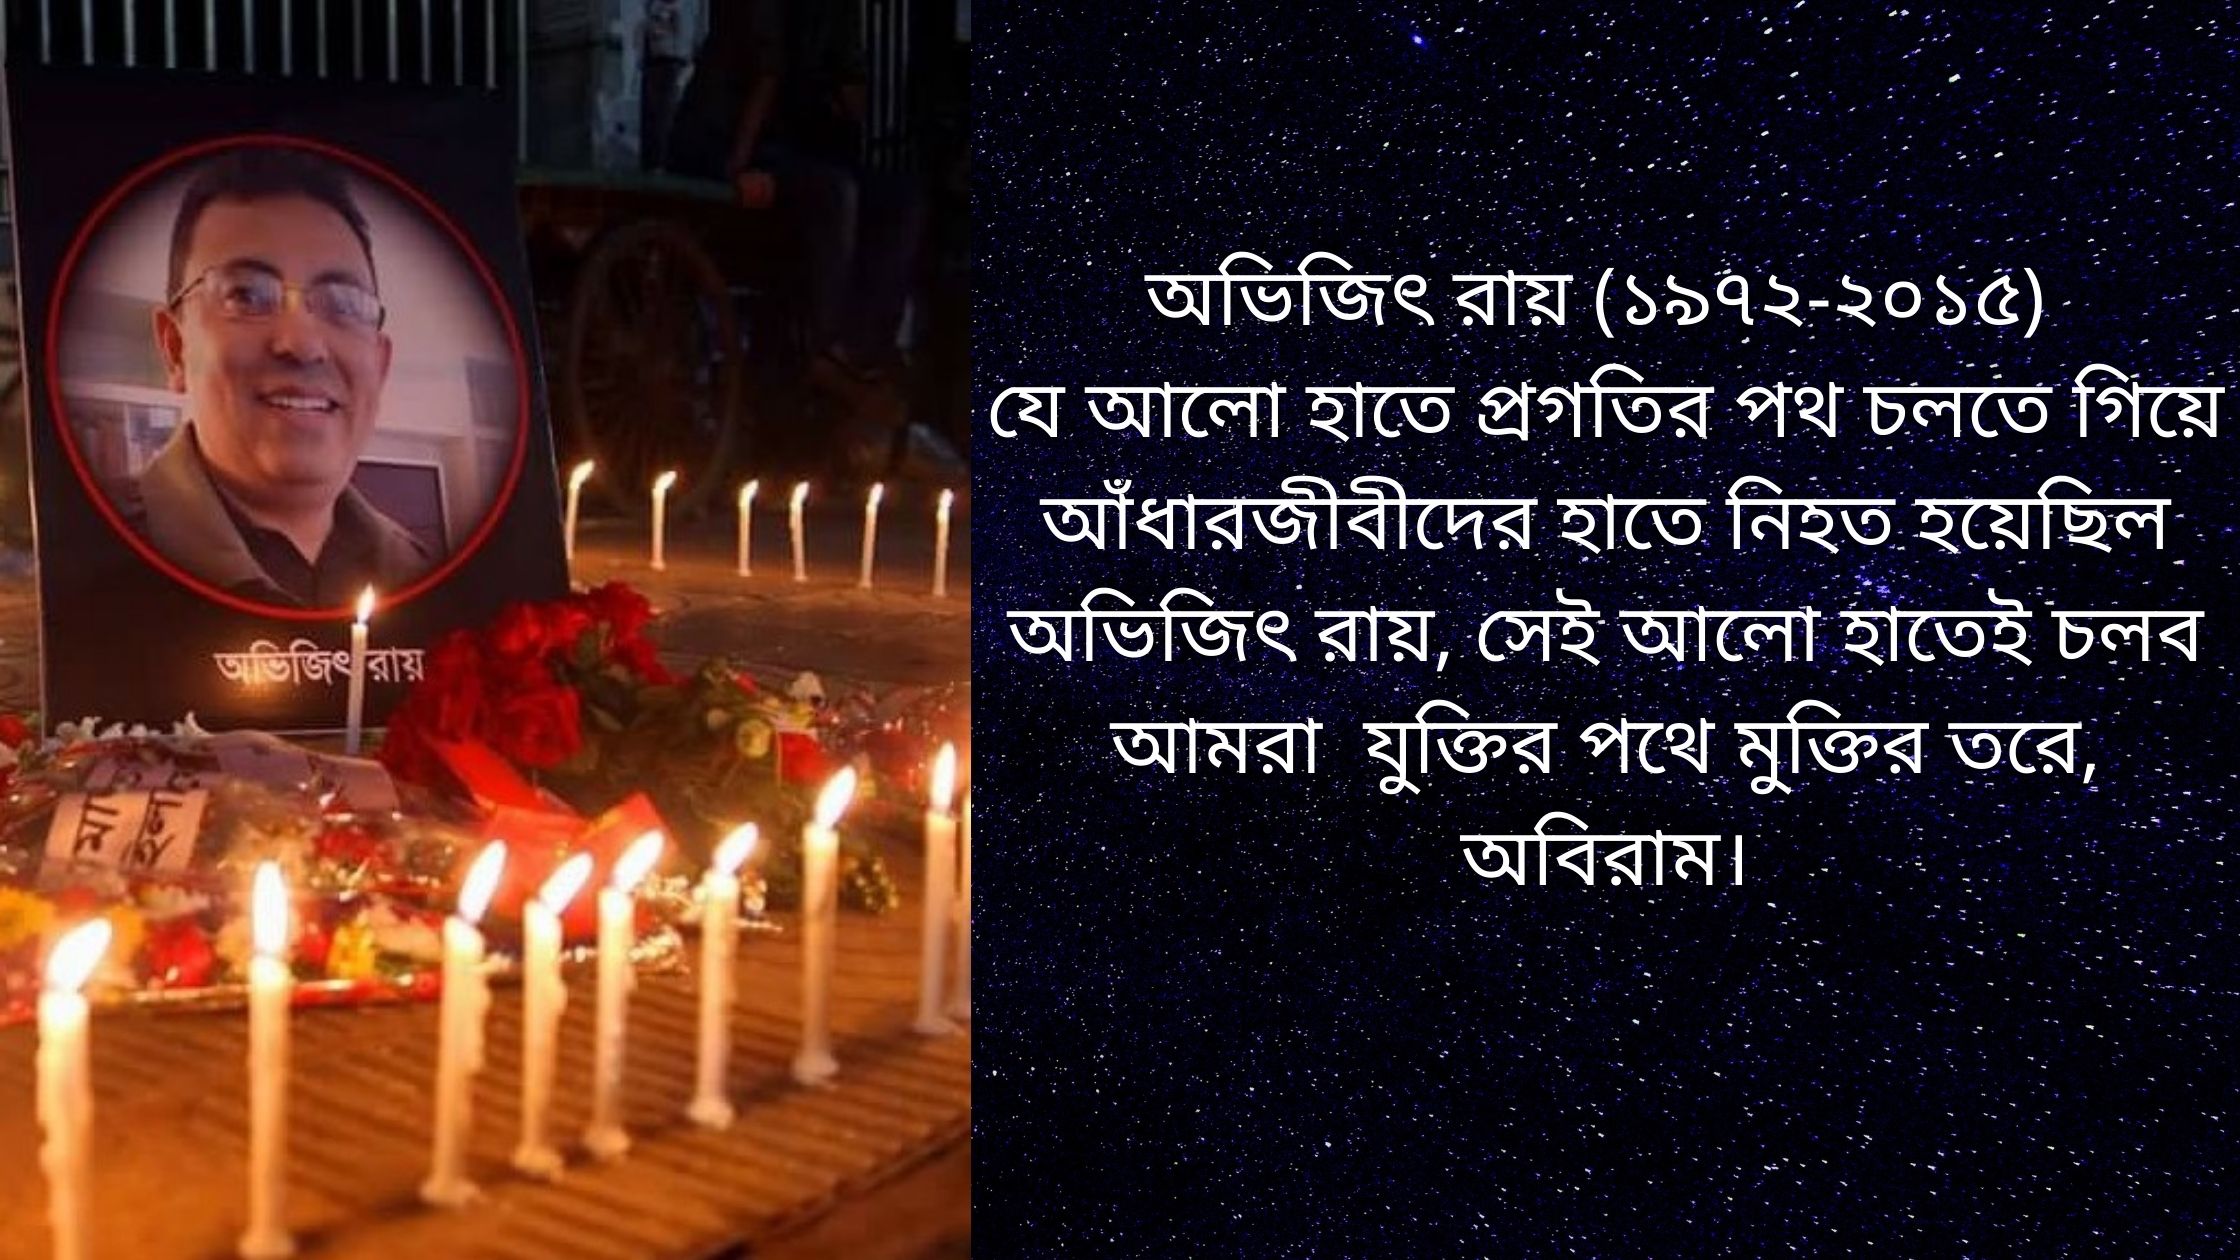 অভিজিৎ রায়
অভিজিৎ রায় (১৯৭২-২০১৫)
যে আলো হাতে প্রগতির পথ চলতে গিয়ে
আঁধারজীবীদের হাতে নিহত হয়েছিল
অভিজিৎ রায়, সেই আলো হাতেই চলব
আমরা যুক্তির পথে মুক্তির তরে,
অবিরাম।